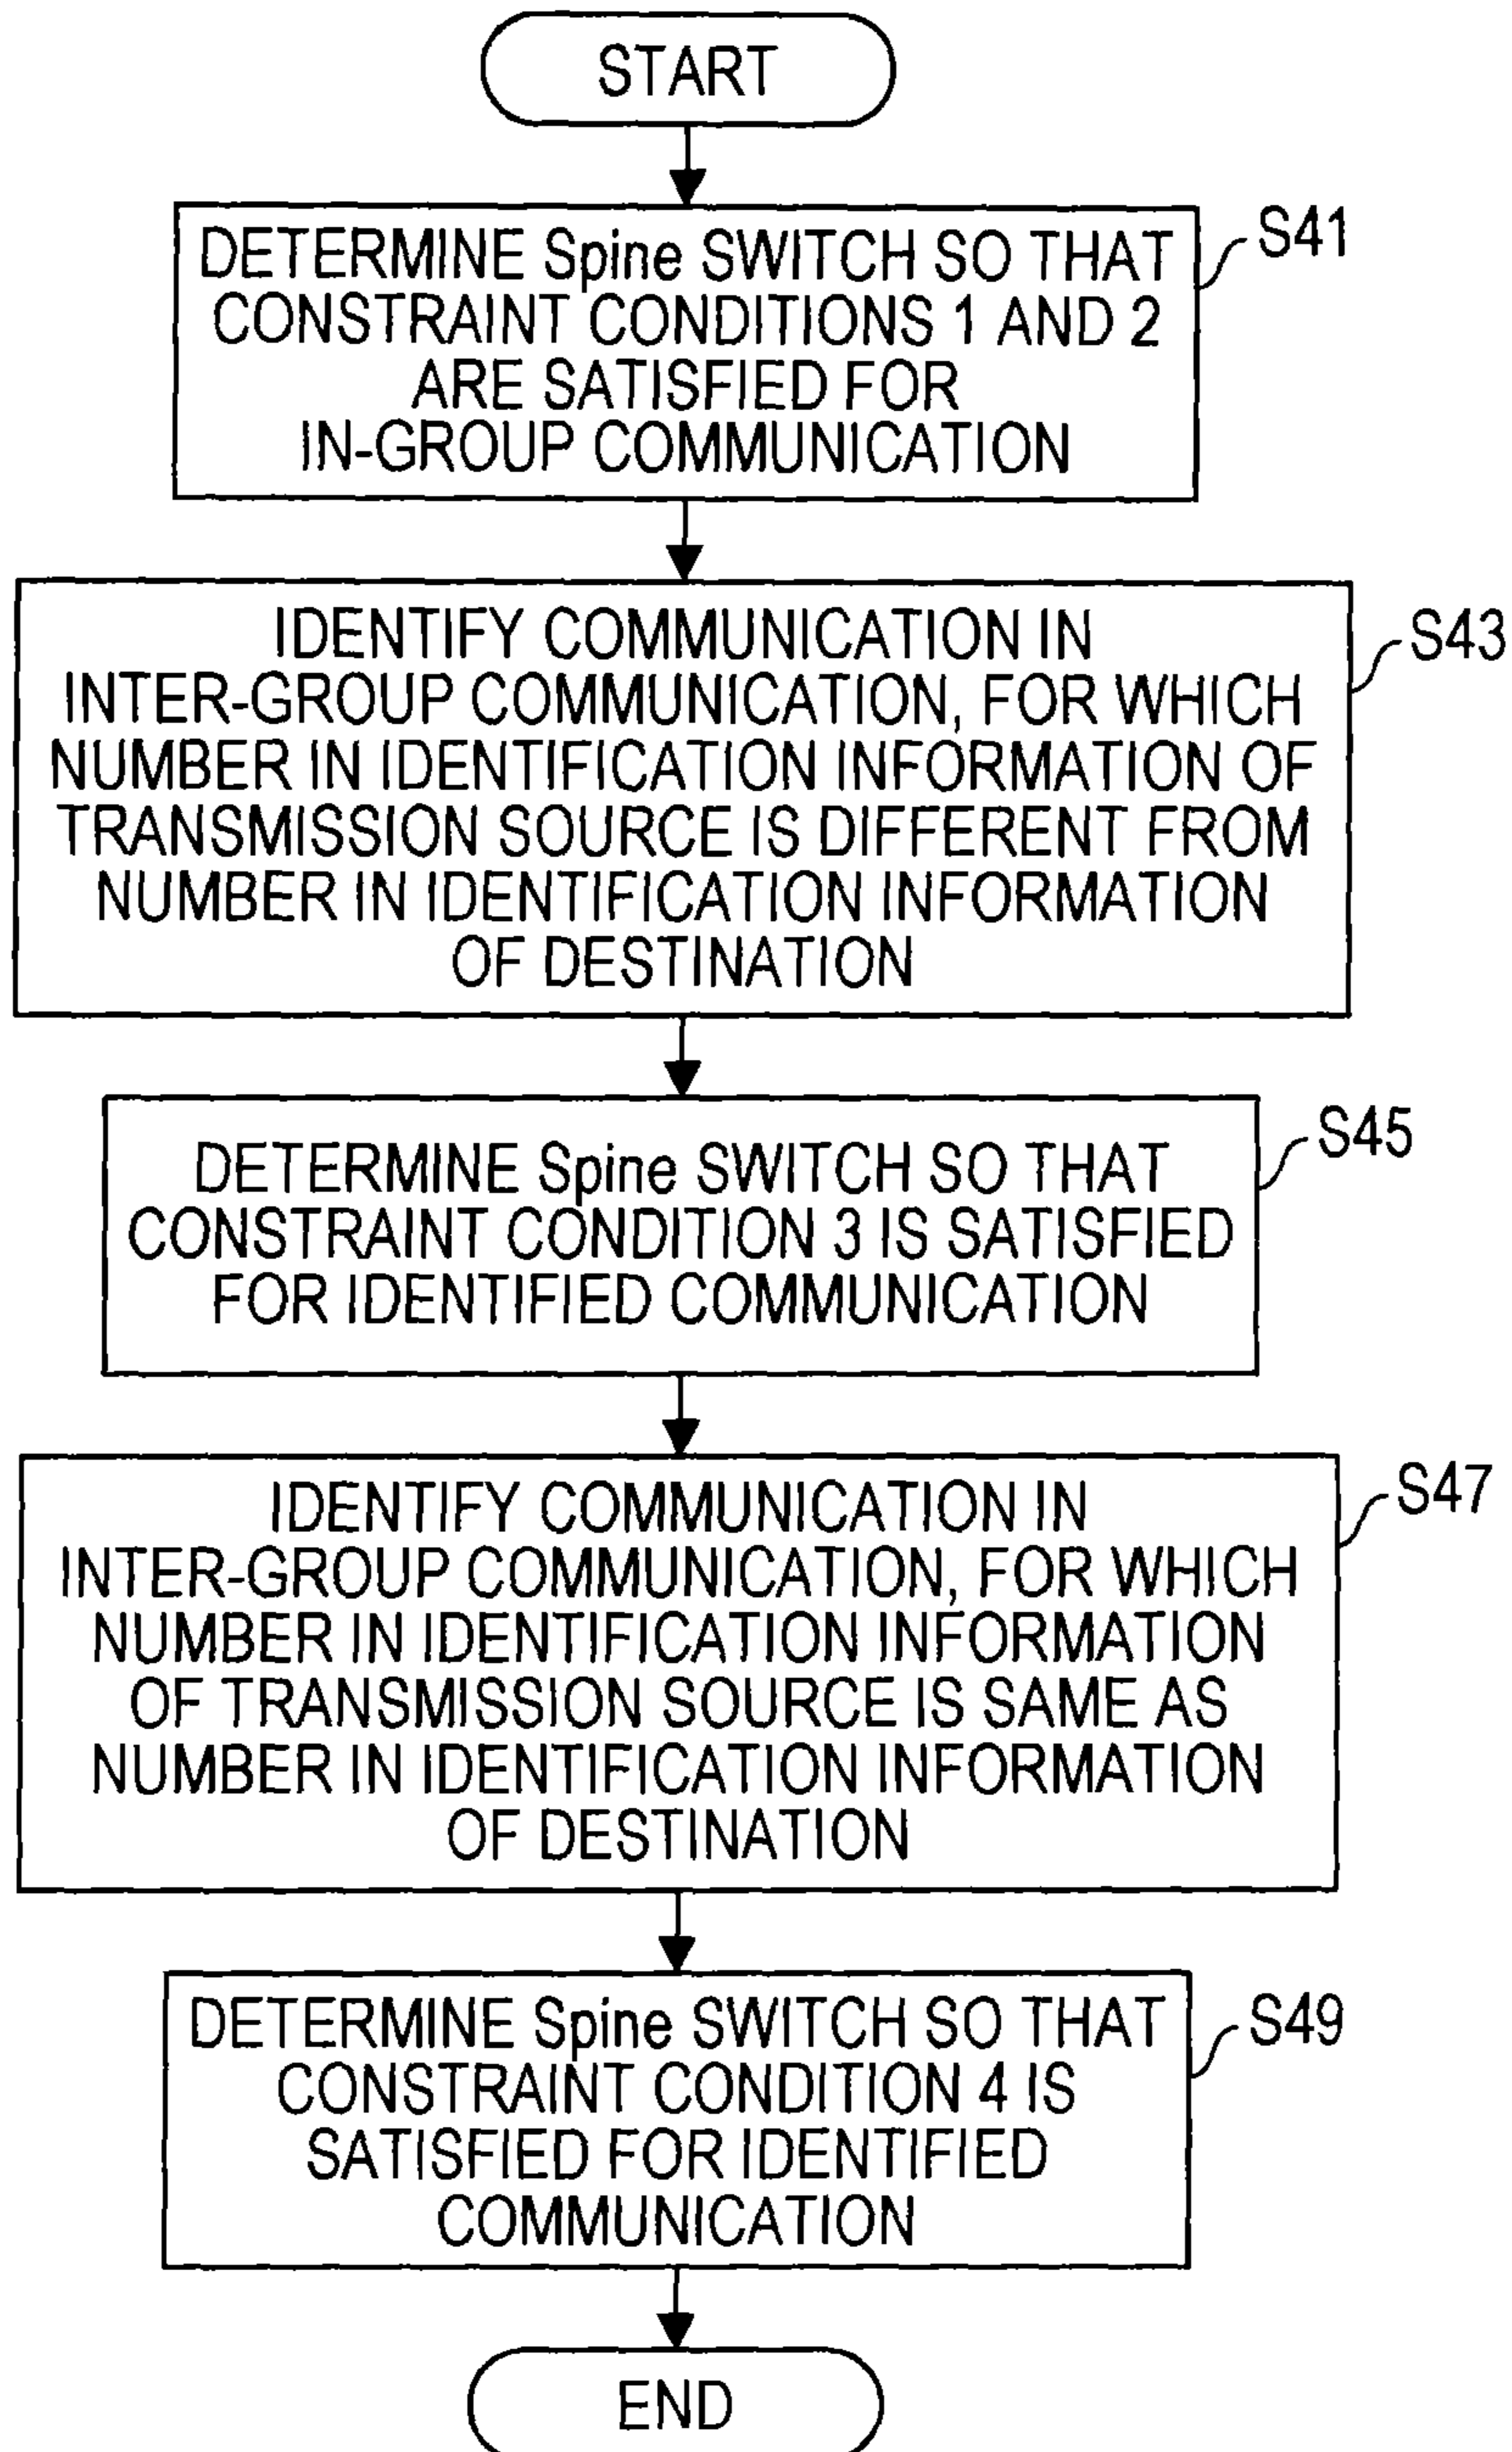 START
DETERMINE Spine SWITCH SO THAT
CONSTRAINT CONDITIONS 1 AND 2
ARE SATISFIED FOR
IN-GROUP COMMUNICATION
S41
IDENTIFY COMMUNICATION IN
INTER-GROUP COMMUNICATION, FOR WHICH
NUMBER IN IDENTIFICATION INFORMATION OF
TRANSMISSION SOURCE IS DIFFERENT FROM
NUMBER IN IDENTIFICATION INFORMATION
OF DESTINATION
S43
DETERMINE Spine SWITCH SO THAT
CONSTRAINT CONDITION 3 IS SATISFIED
FOR IDENTIFIED COMMUNICATION
S45
IDENTIFY COMMUNICATION IN
INTER-GROUP COMMUNICATION, FOR WHICH
NUMBER IN IDENTIFICATION INFORMATION
OF TRANSMISSION SOURCE IS SAME AS
NUMBER IN IDENTIFICATION INFORMATION
OF DESTINATION
S47
DETERMINE Spine SWITCH SO THAT
CONSTRAINT CONDITION 4 IS
SATISFIED FOR IDENTIFIED
COMMUNICATION
S49
END